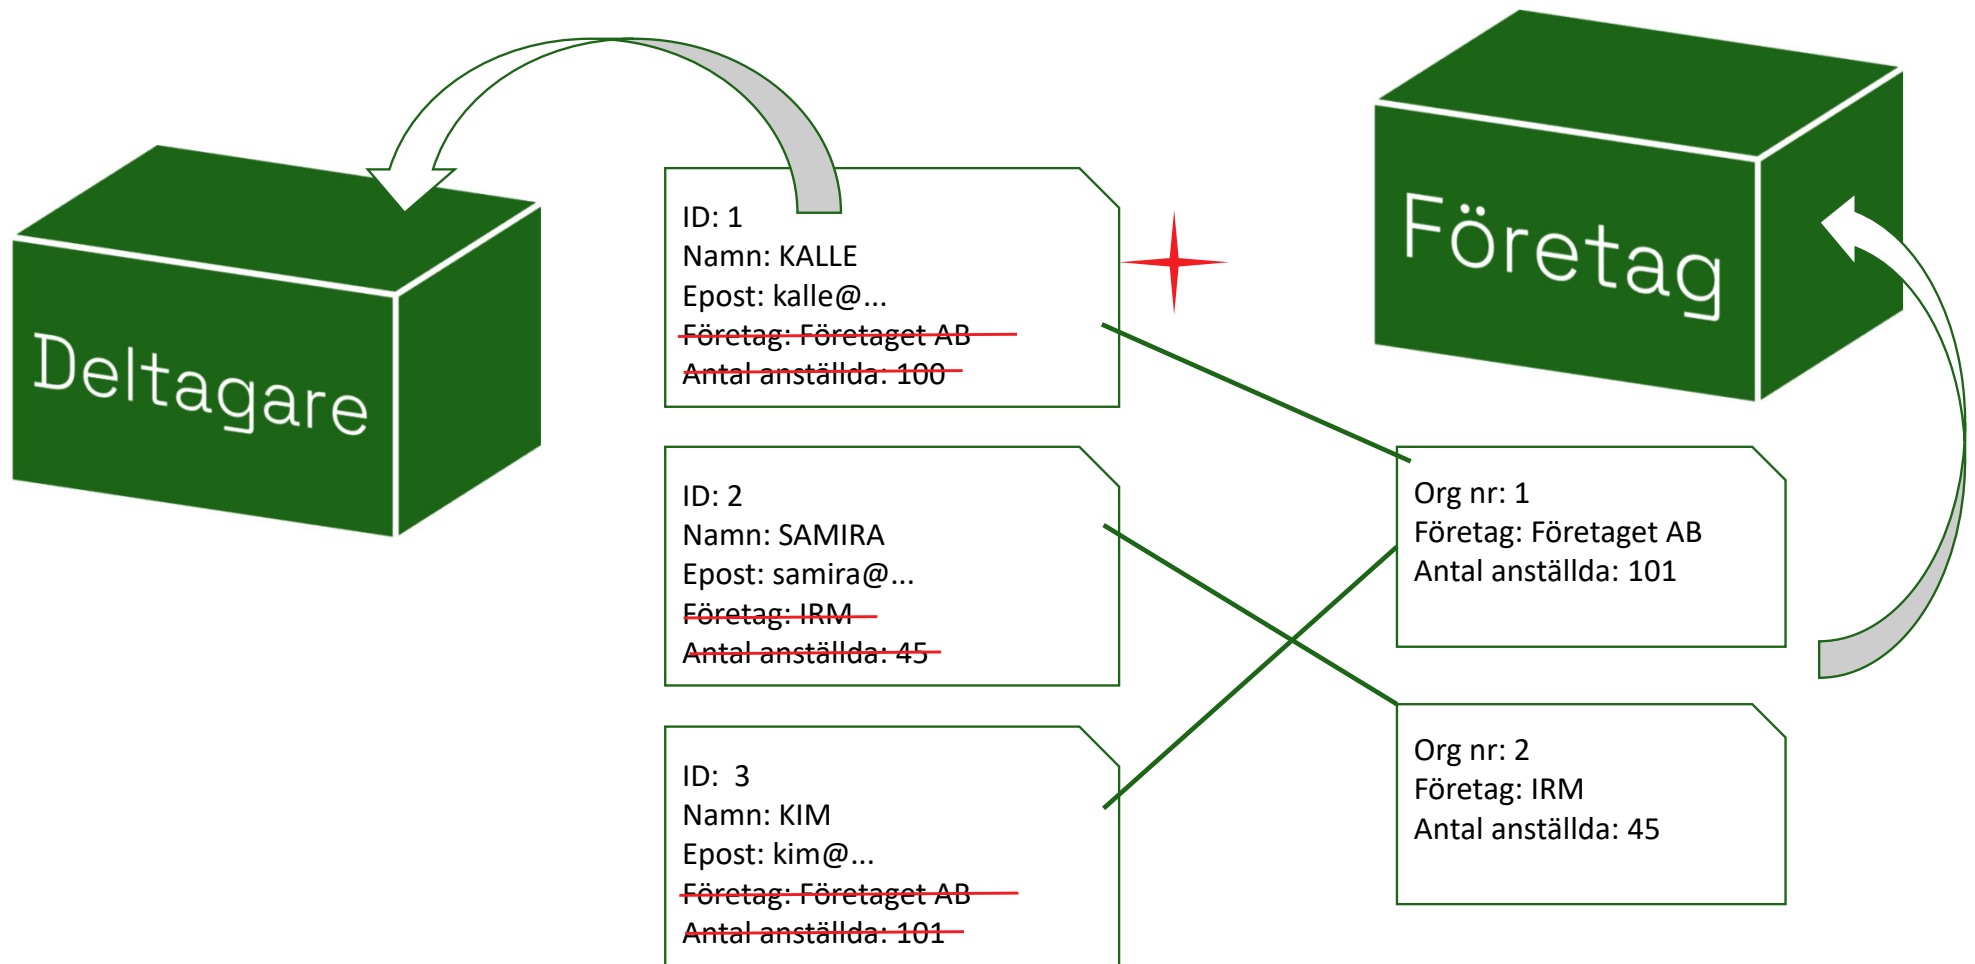 Deltagare
ID: 1
Namn: KALLE
Epost: kalle@...
Företag: Företaget AB
Antal anställda: 100
ID: 2
Namn: SAMIRA
Epost: samira@...
Företag: IRM
Antal anställda: 45
ID:  3
Namn: KIM
Epost: kim@...
Företag: Företaget AB
Antal anställda: 101
Företag
Org nr: 1
Företag: Företaget AB
Antal anställda: 101
Org nr: 2
Företag: IRM
Antal anställda: 45